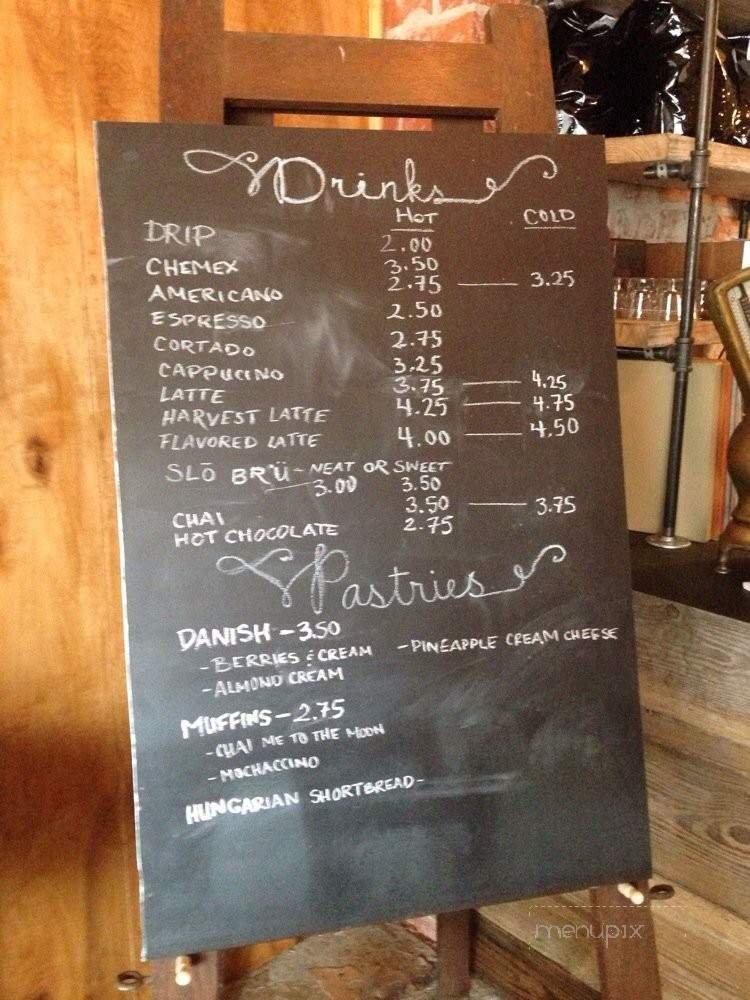 Drinks
HOT COLD
DRIP 2.00
CHEMEX 3.50
AMERICANO 2.75 — 3.25
ESPRESSO 2.50
CORTADO 2.75
CAPPUCINO 3.25
LATTE 3.75 — 4.25
HARVEST LATTE 4.25 — 4.75
FLAVORED LATTE 4.00 — 4.50
SLŌ BRÜ - NEAT OR SWEET
3.00 3.50
CHAI 3.50 — 3.75
HOT CHOCOLATE 2.75
Pastries
DANISH - 3.50
- BERRIES & CREAM - PINEAPPLE CREAM CHEESE
- ALMOND CREAM
MUFFINS - 2.75
- CHAI ME TO THE MOON
- MOCHACCINO
HUNGARIAN SHORTBREAD -
menupix